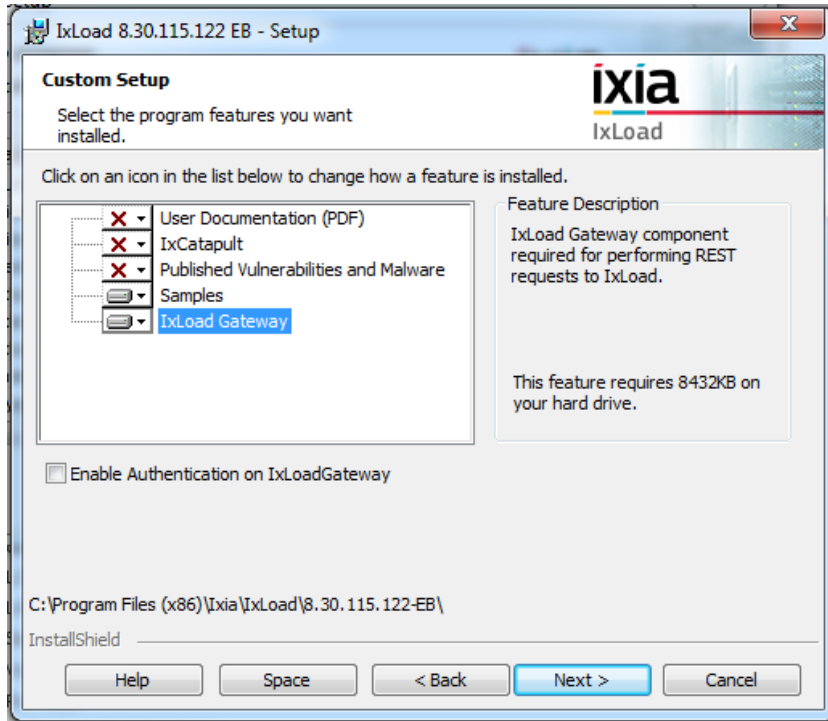 IxLoad 8.30.115.122 EB - Setup
Custom Setup
Select the program features you want
installed.
ixia
IxLoad
Click on an icon in the list below to change how a feature is installed.
User Documentation (PDF)
IxCatapult
Published Vulnerabilities and Malware
Samples
IxLoad Gateway
Feature Description
IxLoad Gateway component
required for performing REST
requests to IxLoad.
This feature requires 8432KB on
your hard drive.
Enable Authentication on IxLoadGateway
C:\Program Files (x86)\Ixia\IxLoad\8.30.115.122-EB\
InstallShield
Help
Space
< Back
Next >
Cancel